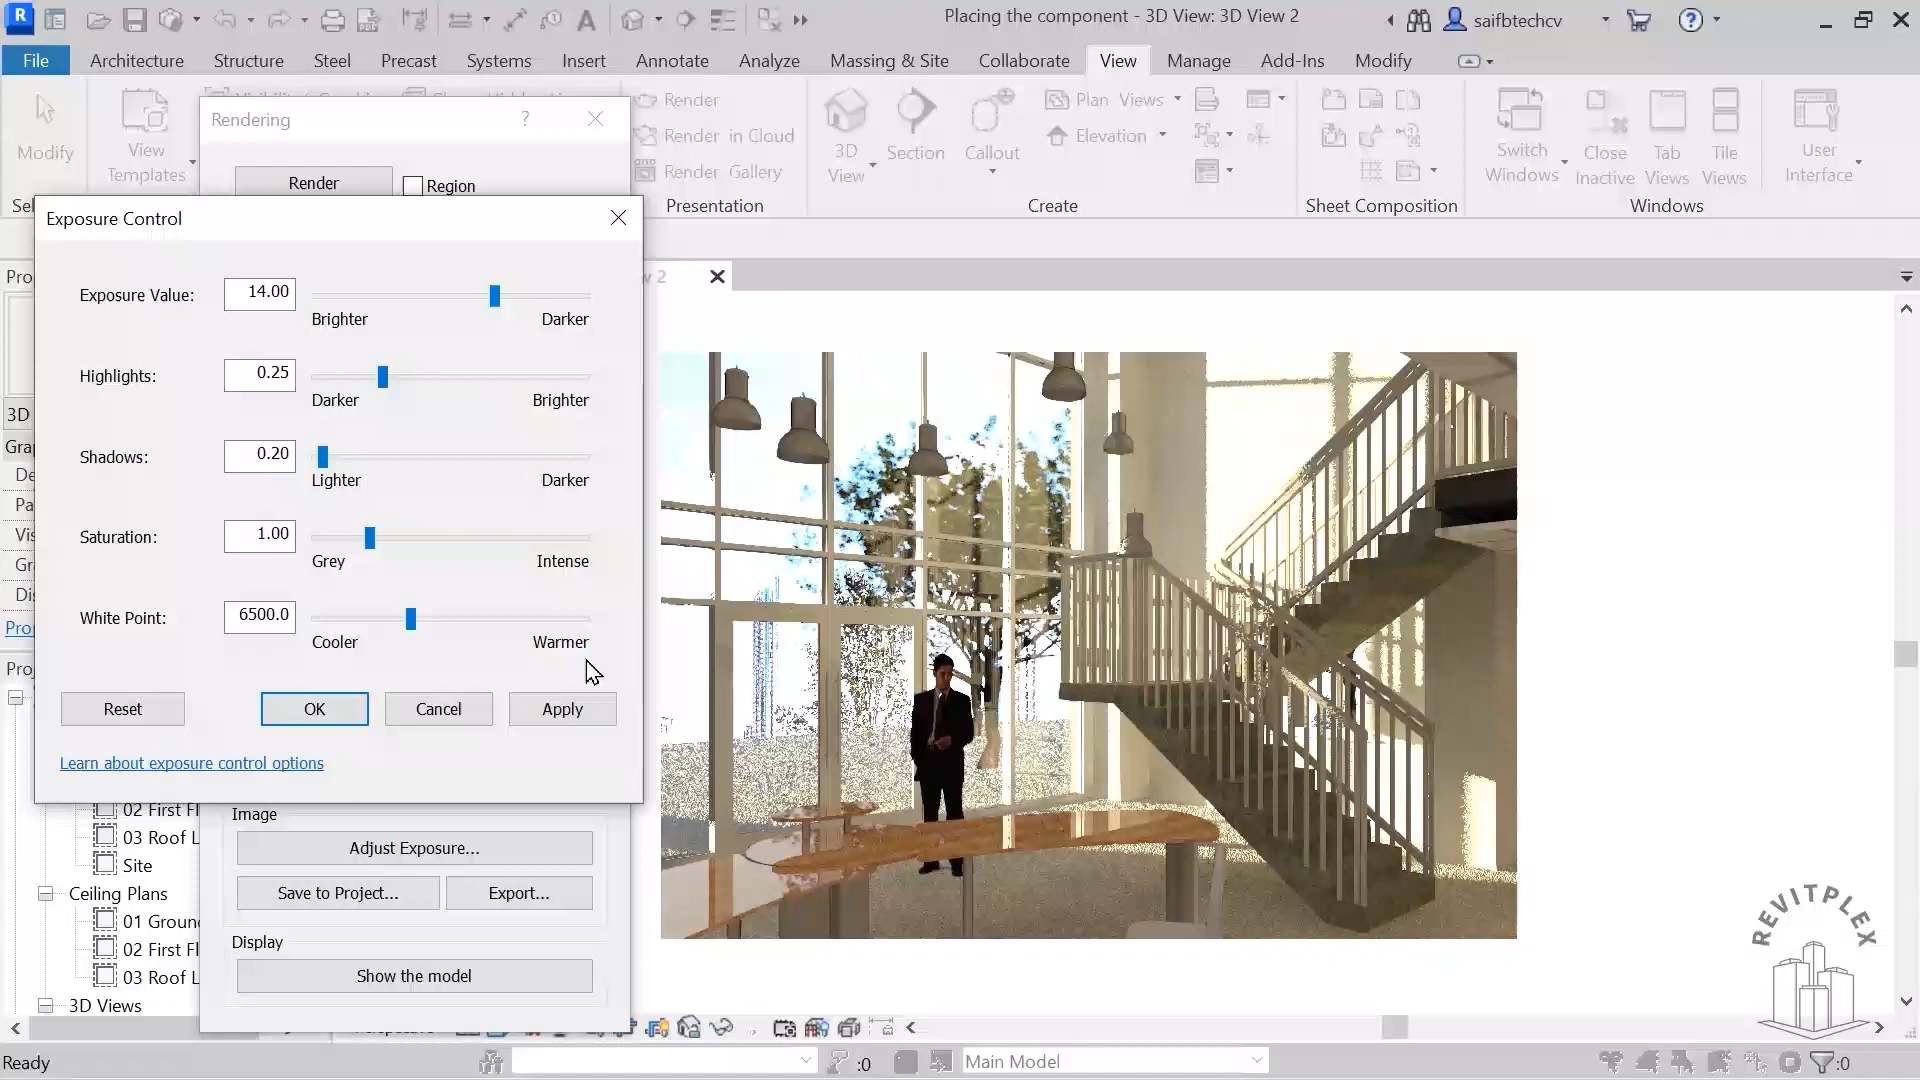 R
Placing the component - 3D View: 3D View 2
saifbtechcv
File
Architecture
Structure
Steel
Precast
Systems
Insert
Annotate
Analyze
Massing & Site
Collaborate
View
Manage
Add-Ins
Modify
Modify
View
Templates
Rendering
?
Render
Region
Render
Render in Cloud
Render Gallery
Presentation
3D
View
Section
Callout
Plan Views
Elevation
Create
Sheet Composition
Switch
Windows
Close
Inactive
Tab
Views
Tile
Views
User
Interface
Windows
Exposure Control
Exposure Value:
14.00
Brighter
Darker
Highlights:
0.25
Darker
Brighter
Shadows:
0.20
Lighter
Darker
Saturation:
1.00
Grey
Intense
White Point:
6500.0
Cooler
Warmer
Reset
OK
Cancel
Apply
Learn about exposure control options
3D
Image
Adjust Exposure...
Save to Project...
Export...
Display
Show the model
02 First Fl
03 Roof L
Site
Ceiling Plans
01 Groun
02 First Fl
03 Roof L
3D Views
REVITPLEX
Ready
:0
Main Model
:0